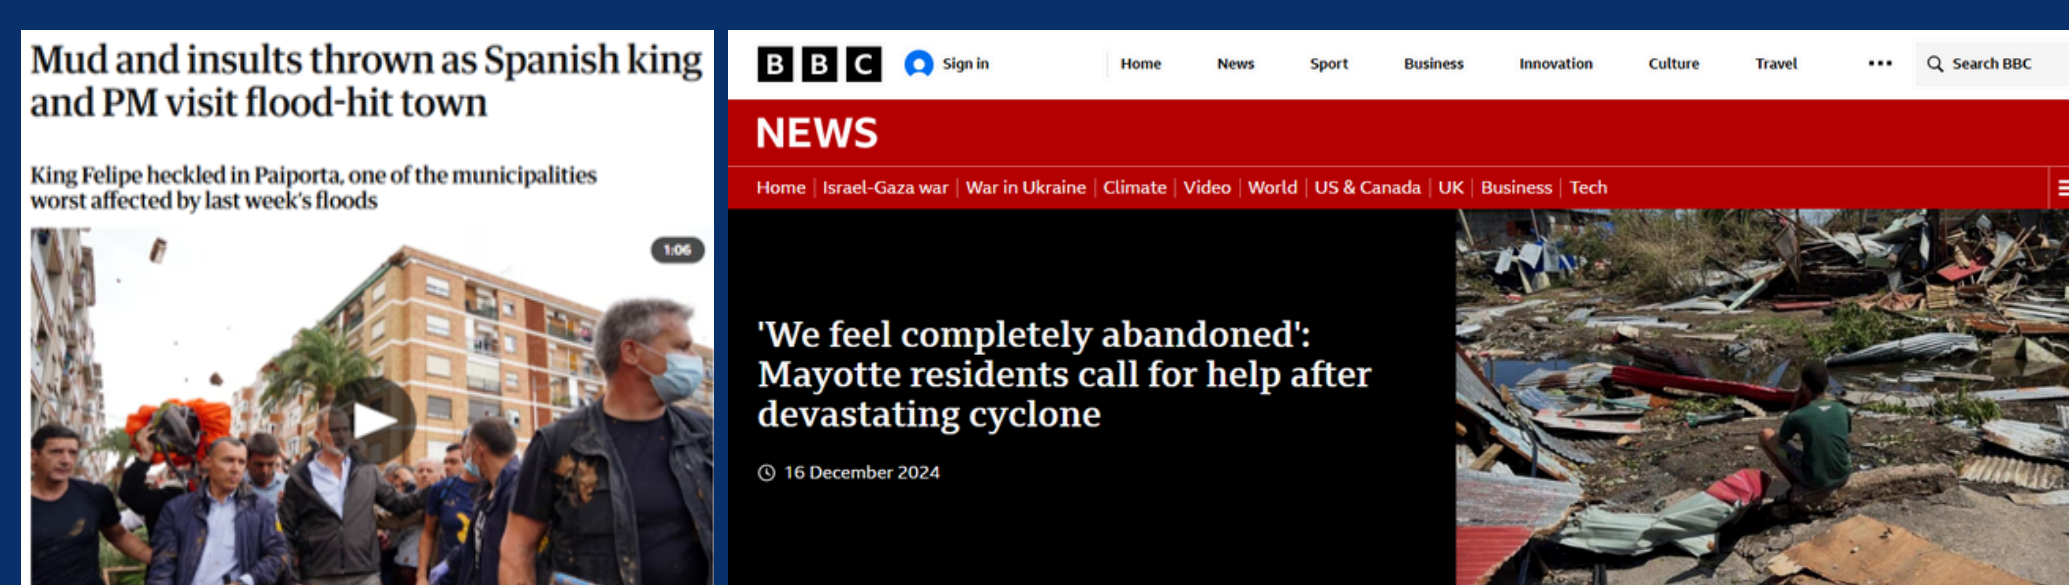 Mud and insults thrown as Spanish king
and PM visit flood-hit town
King Felipe heckled in Paiporta, one of the municipalities
worst affected by last week's floods
1:06
BBC Sign in Home News Sport Business Innovation Culture Travel ••• Search BBC
NEWS
Home Israel-Gaza war War in Ukraine Climate Video World US & Canada UK Business Tech
'We feel completely abandoned':
Mayotte residents call for help after
devastating cyclone
16 December 2024